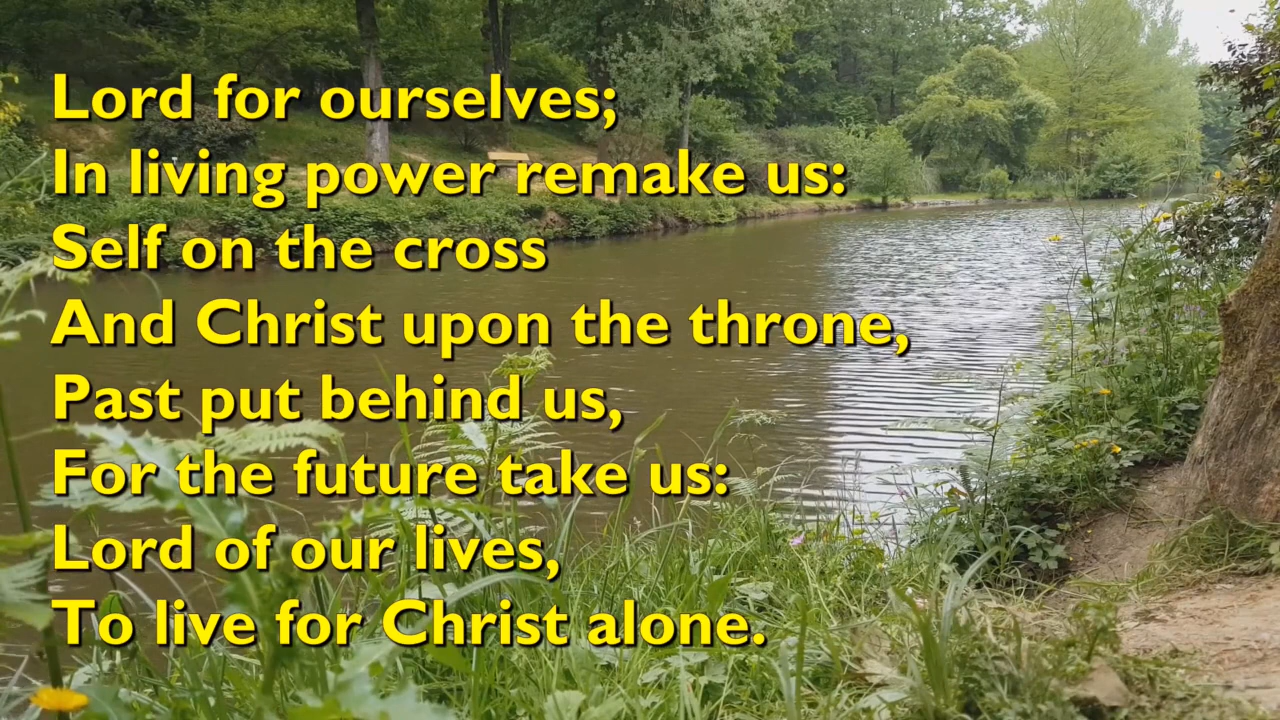 Lord for ourselves;
In living power remake us:
Self on the cross
And Christ upon the throne,
Past put behind us,
For the future take us:
Lord of our lives,
To live for Christ alone.